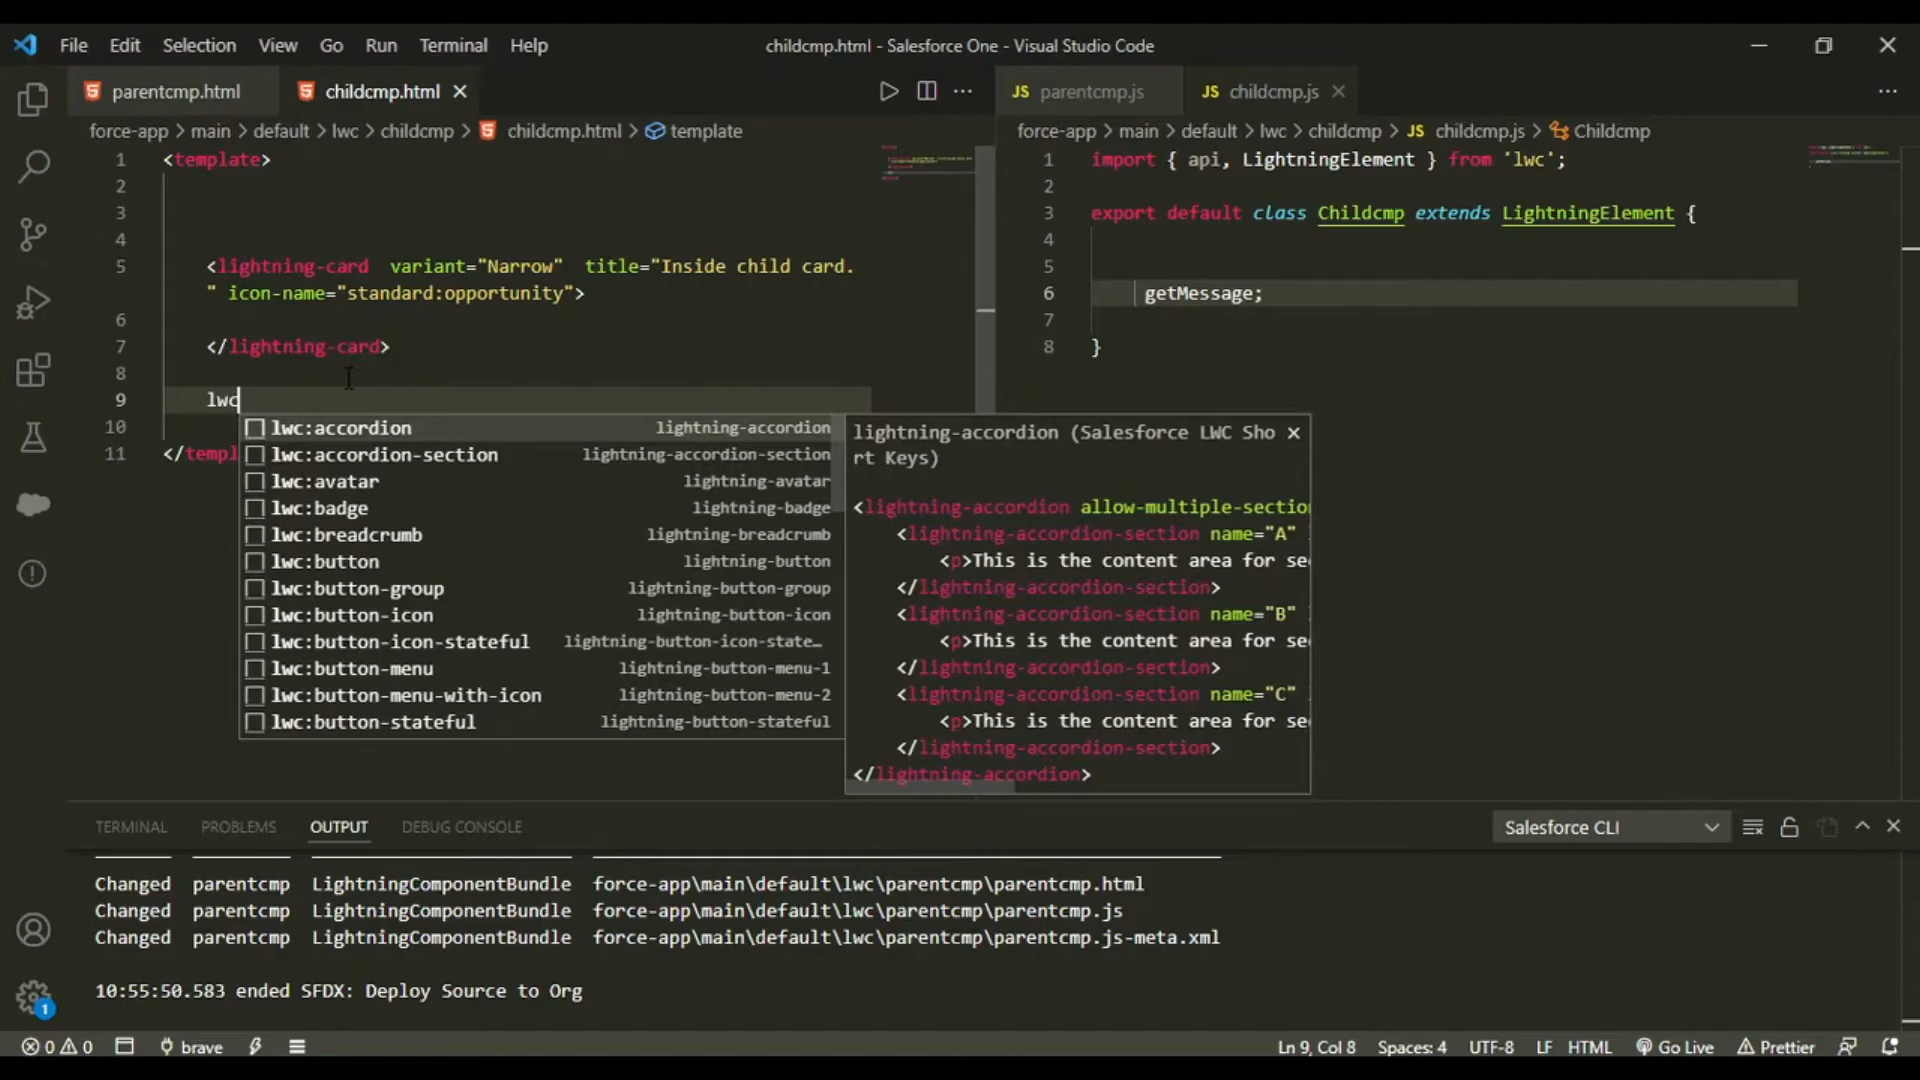 File Edit Selection View Go Run Terminal Help
childcmp.html - Salesforce One - Visual Studio Code
parentcmp.html childcmp.html
force-app > main > default > lwc > childcmp > childcmp.html > template
1 <template>
2
3
4
5 <lightning-card variant="Narrow" title="Inside child card.
" icon-name="standard:opportunity">
6
7 </lightning-card>
8
9 lwc
10
11 </templ
lwc:accordion lightning-accordion
lwc:accordion-section lightning-accordion-section
lwc:avatar lightning-avatar
lwc:badge lightning-badge
lwc:breadcrumb lightning-breadcrumb
lwc:button lightning-button
lwc:button-group lightning-button-group
lwc:button-icon lightning-button-icon
lwc:button-icon-stateful lightning-button-icon-state…
lwc:button-menu lightning-button-menu-1
lwc:button-menu-with-icon lightning-button-menu-2
lwc:button-stateful lightning-button-stateful
lightning-accordion (Salesforce LWC Sho
rt Keys)
<lightning-accordion allow-multiple-section
<lightning-accordion-section name="A"
<p>This is the content area for se
</lightning-accordion-section>
<lightning-accordion-section name="B"
<p>This is the content area for se
</lightning-accordion-section>
<lightning-accordion-section name="C"
<p>This is the content area for se
</lightning-accordion-section>
</lightning-accordion>
JS parentcmp.js JS childcmp.js
force-app > main > default > lwc > childcmp > JS childcmp.js > Childcmp
1 import { api, LightningElement } from 'lwc';
2
3 export default class Childcmp extends LightningElement {
4
5
6 getMessage;
7
8 }
TERMINAL PROBLEMS OUTPUT DEBUG CONSOLE
Salesforce CLI
Changed parentcmp LightningComponentBundle force-app\main\default\lwc\parentcmp\parentcmp.html
Changed parentcmp LightningComponentBundle force-app\main\default\lwc\parentcmp\parentcmp.js
Changed parentcmp LightningComponentBundle force-app\main\default\lwc\parentcmp\parentcmp.js-meta.xml
10:55:50.583 ended SFDX: Deploy Source to Org
1
0 0 brave
Ln 9, Col 8 Spaces: 4 UTF-8 LF HTML Go Live Prettier